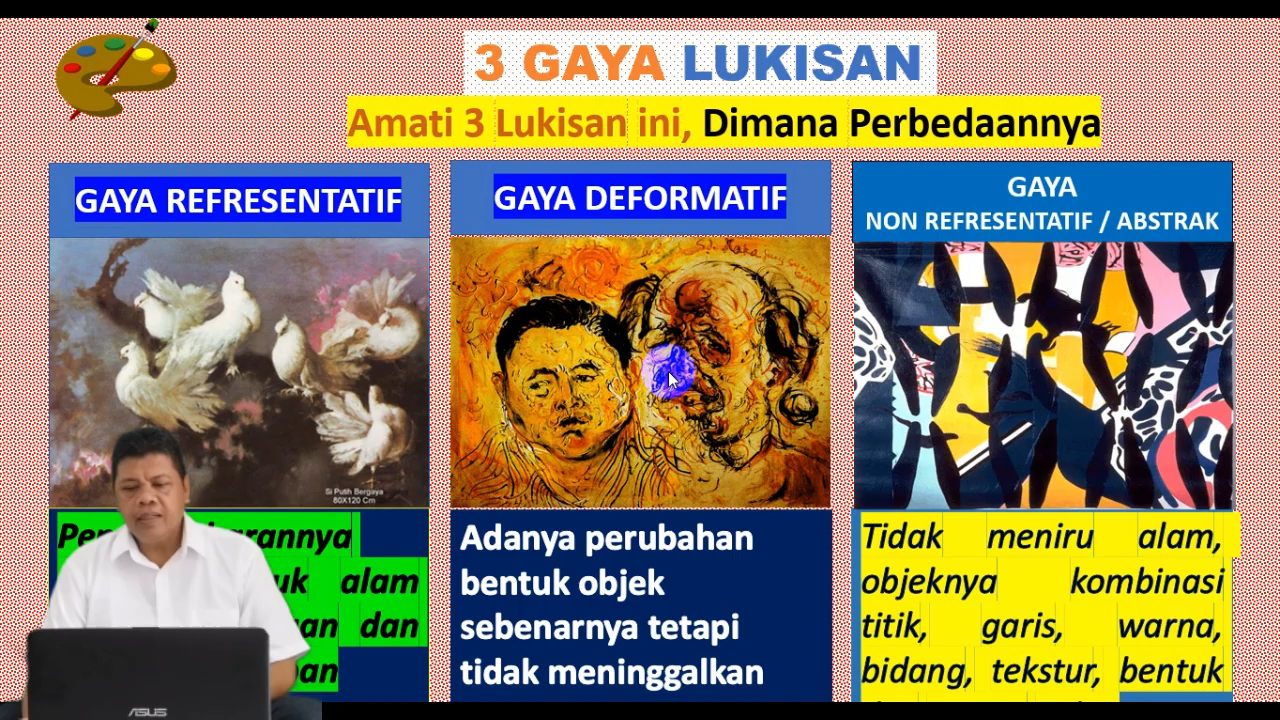 3 GAYA LUKISAN
Amati 3 Lukisan ini, Dimana Perbedaannya
GAYA REFRESENTATIF
GAYA DEFORMATIF
GAYA
NON REFRESENTATIF / ABSTRAK
Si Putih Bergaya
80X120 Cm
alam
dan
Adanya perubahan
bentuk objek
sebenarnya tetapi
tidak meninggalkan
Tidak meniru alam,
objeknya kombinasi
titik, garis, warna,
bidang, tekstur, bentuk
ASUS